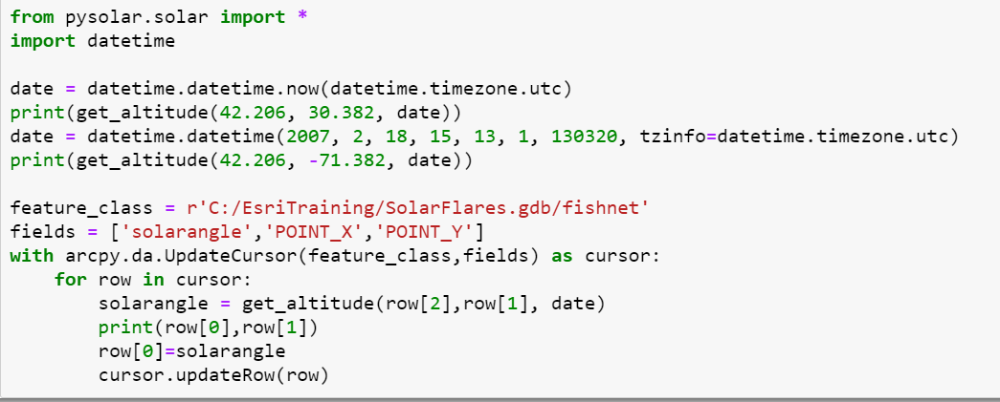 from pysolar.solar import *
import datetime
date = datetime.datetime.now(datetime.timezone.utc)
print(get_altitude(42.206, 30.382, date))
date = datetime.datetime(2007, 2, 18, 15, 13, 1, 130320, tzinfo=datetime.timezone.utc)
print(get_altitude(42.206, -71.382, date))
feature_class = r'C:/EsriTraining/SolarFlares.gdb/fishnet'
fields = ['solarangle','POINT_X','POINT_Y']
with arcpy.da.UpdateCursor(feature_class,fields) as cursor:
    for row in cursor:
        solarangle = get_altitude(row[2],row[1], date)
        print(row[0],row[1])
        row[0]=solarangle
        cursor.updateRow(row)